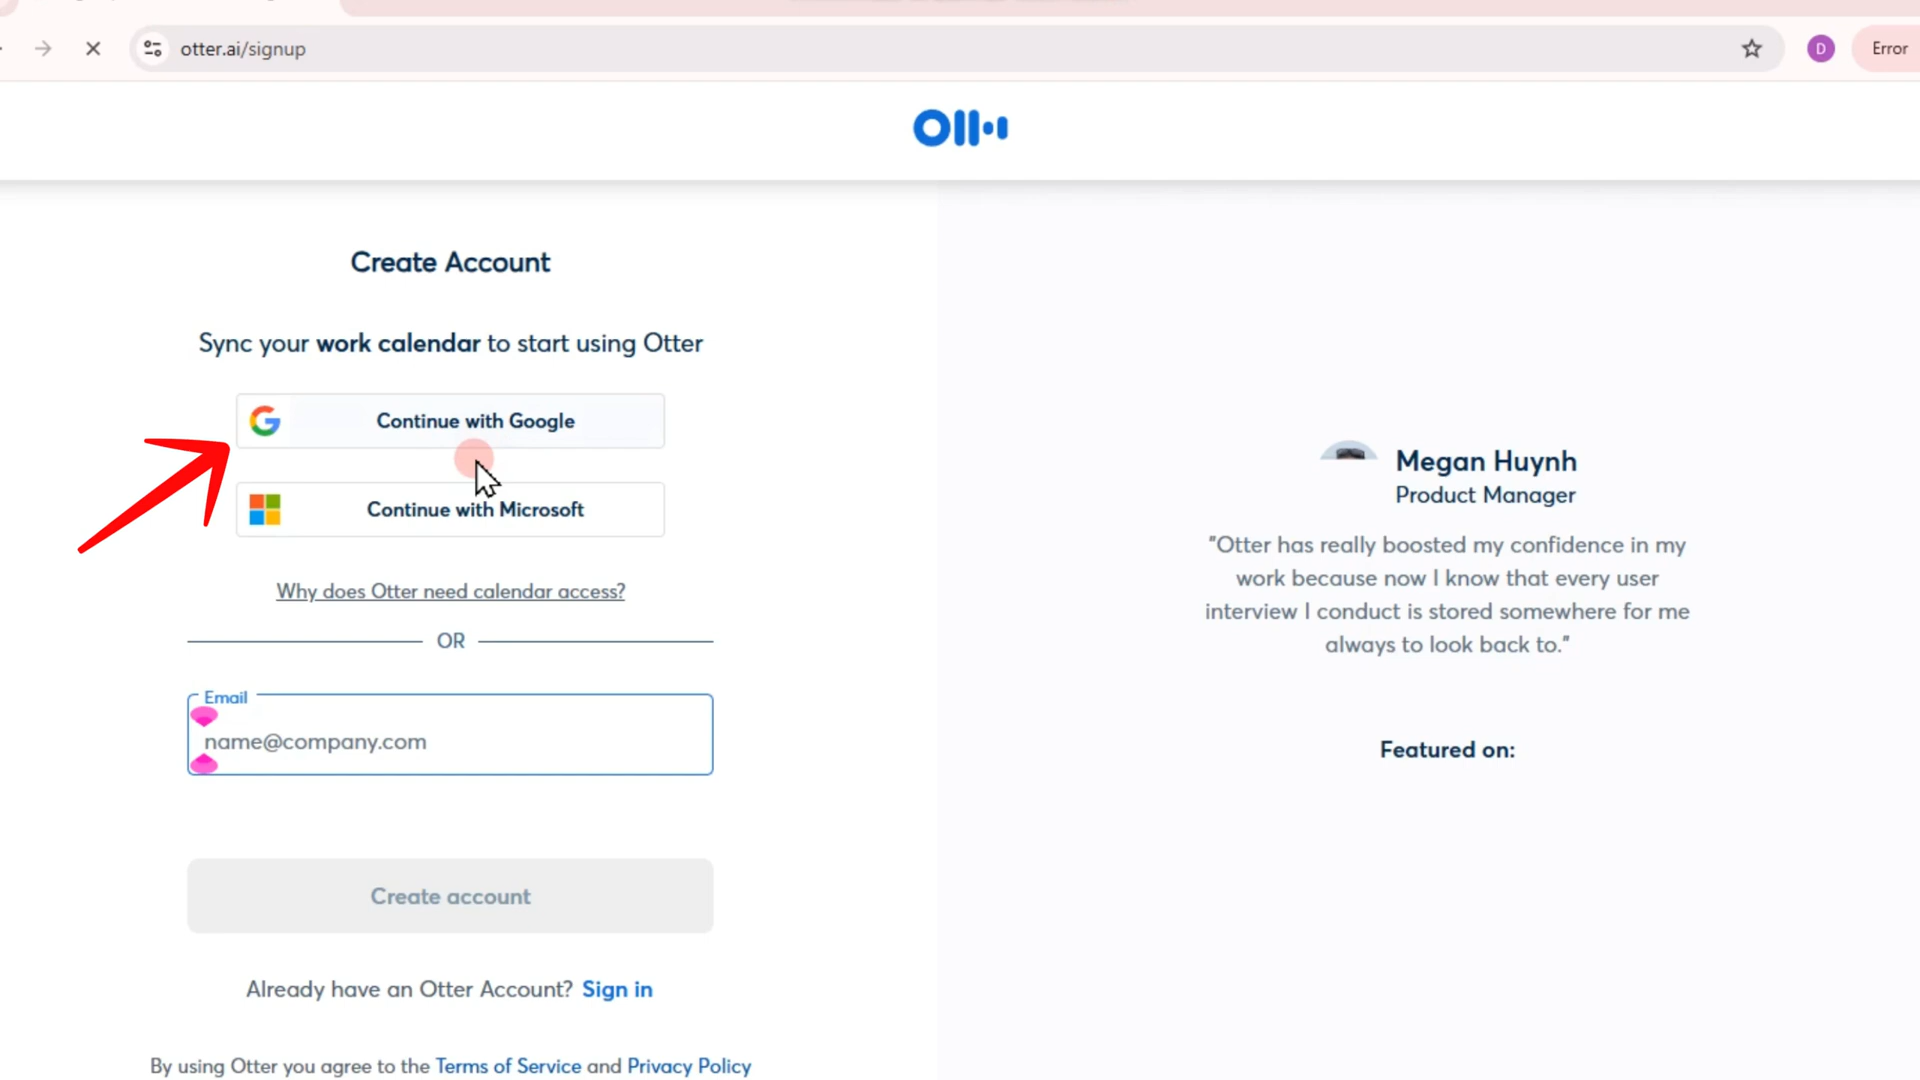 otter.ai/signup
D
Error
Create Account
Sync your work calendar to start using Otter
Continue with Google
Continue with Microsoft
Why does Otter need calendar access?
OR
Email
name@company.com
Create account
Already have an Otter Account? Sign in
By using Otter you agree to the Terms of Service and Privacy Policy
Megan Huynh
Product Manager
"Otter has really boosted my confidence in my
work because now I know that every user
interview I conduct is stored somewhere for me
always to look back to."
Featured on: